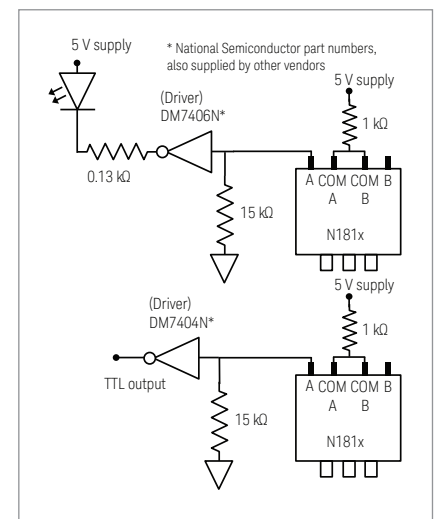 5 V supply
* National Semiconductor part numbers,
also supplied by other vendors
(Driver)
DM7406N*
5 V supply
1 kΩ
0.13 kΩ
15 kΩ
A COM COM B
A B
N181x
5 V supply
(Driver)
DM7404N*
1 kΩ
TTL output
15 kΩ
A COM COM B
A B
N181x